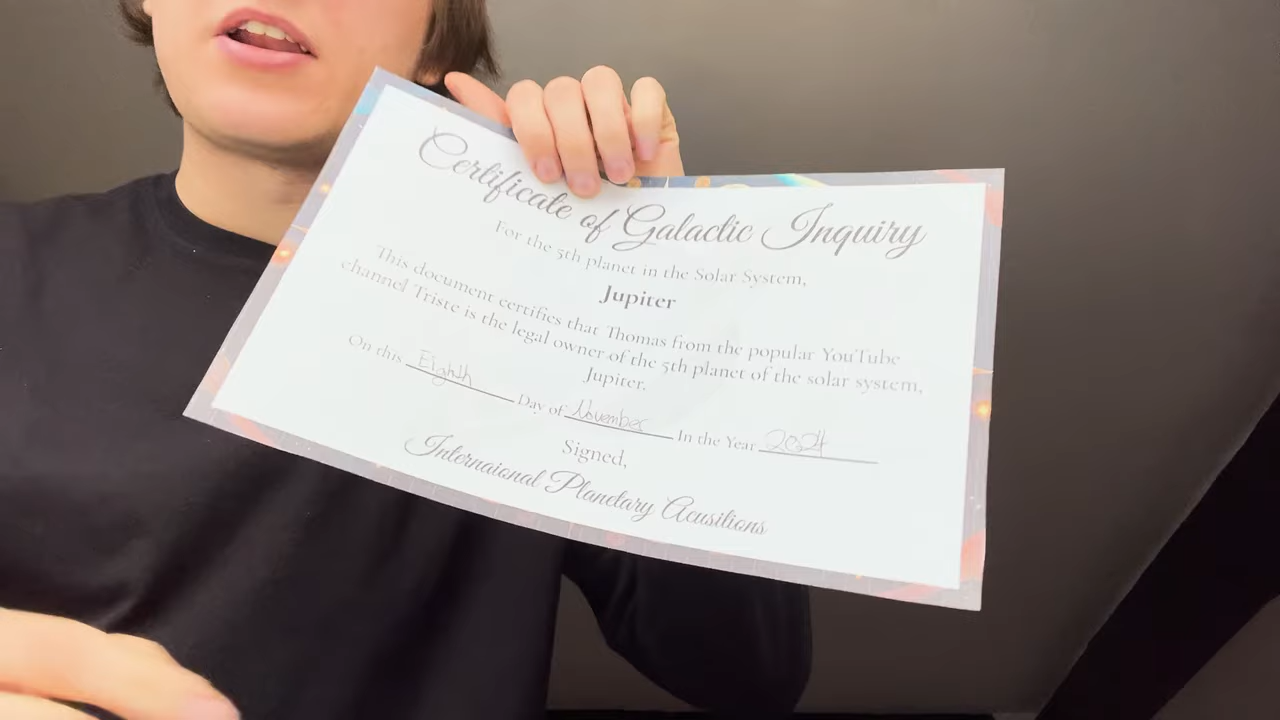 Certificate of Galactic Inquiry
For the 5th planet in the Solar System,
Jupiter
This document certifies that Thomas from the popular YouTube
channel Triste is the legal owner of the 5th planet of the solar system,
Jupiter.
On this Eighth Day of November In the Year 2024
Signed,
Internaional Planetary Acusitions